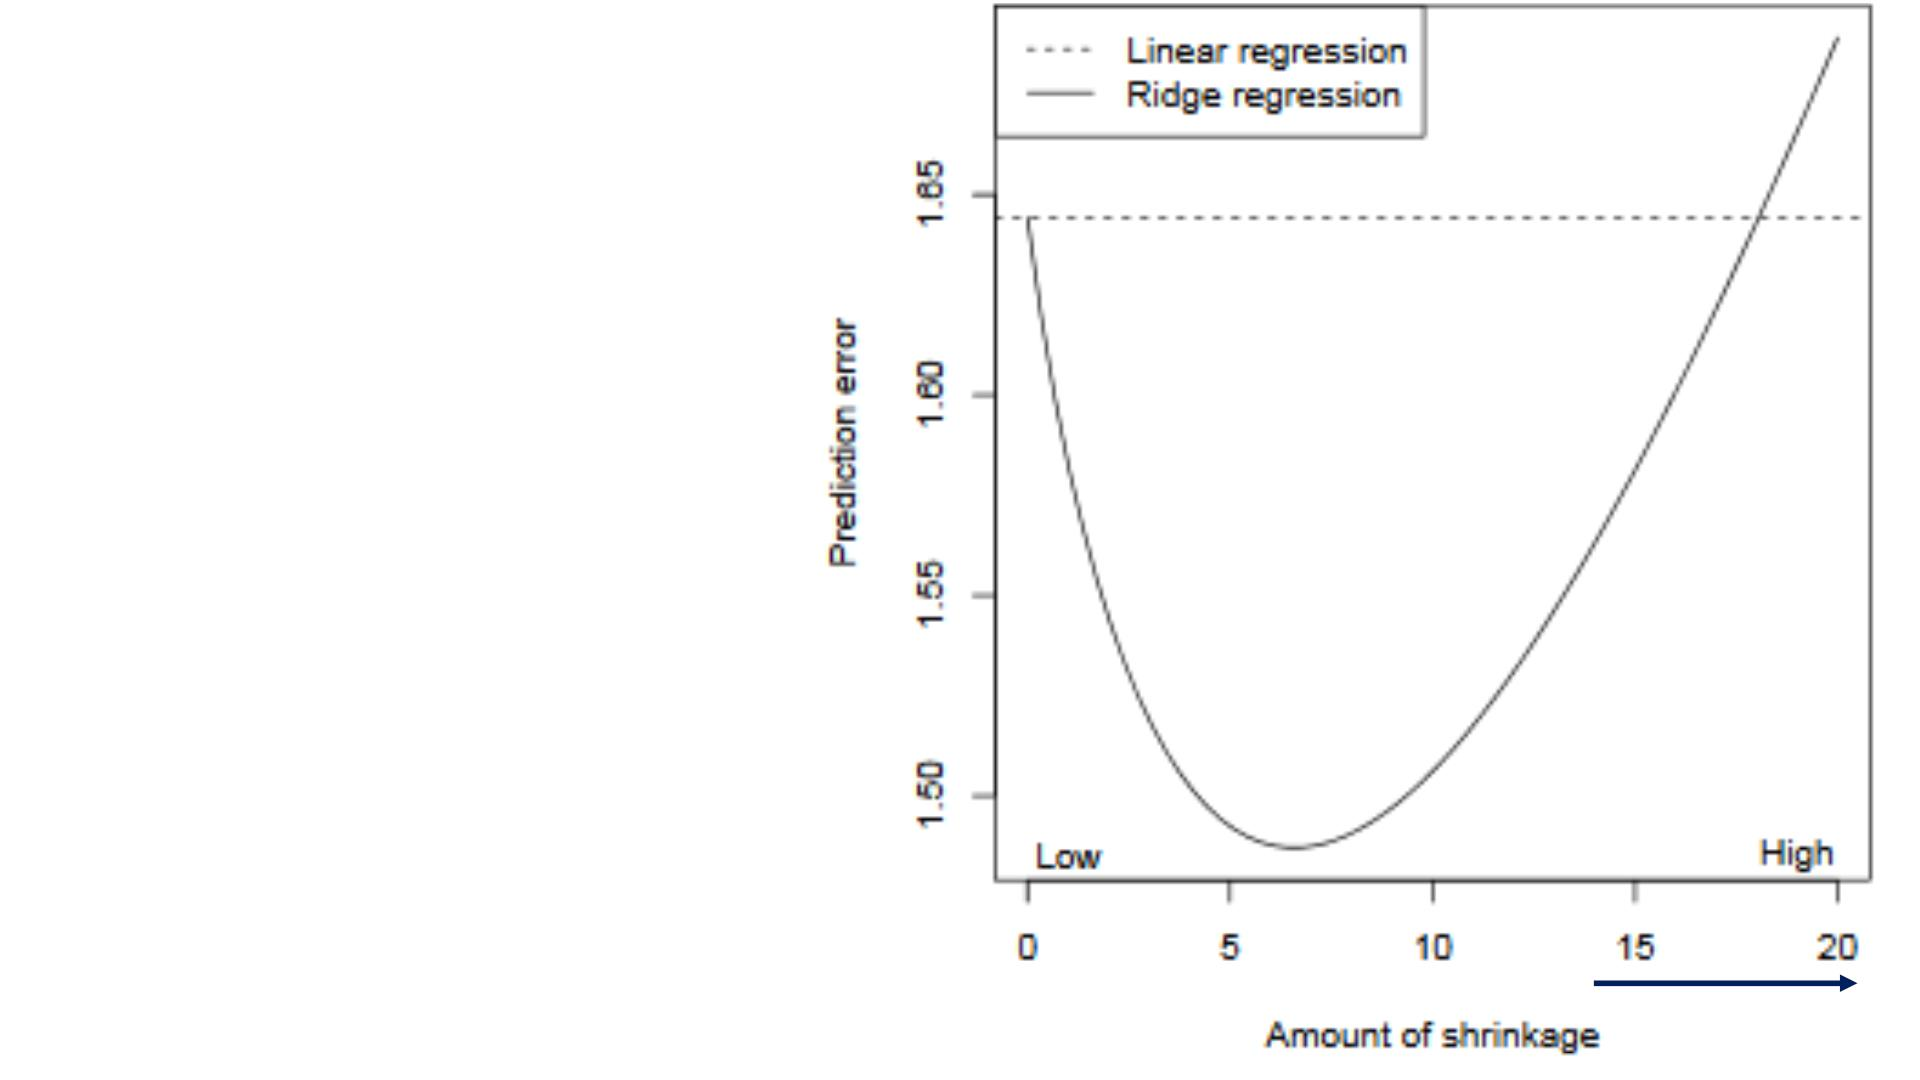 Linear regression
Ridge regression
Prediction error
1.65
1.60
1.55
1.50
Low
High
0 5 10 15 20
Amount of shrinkage